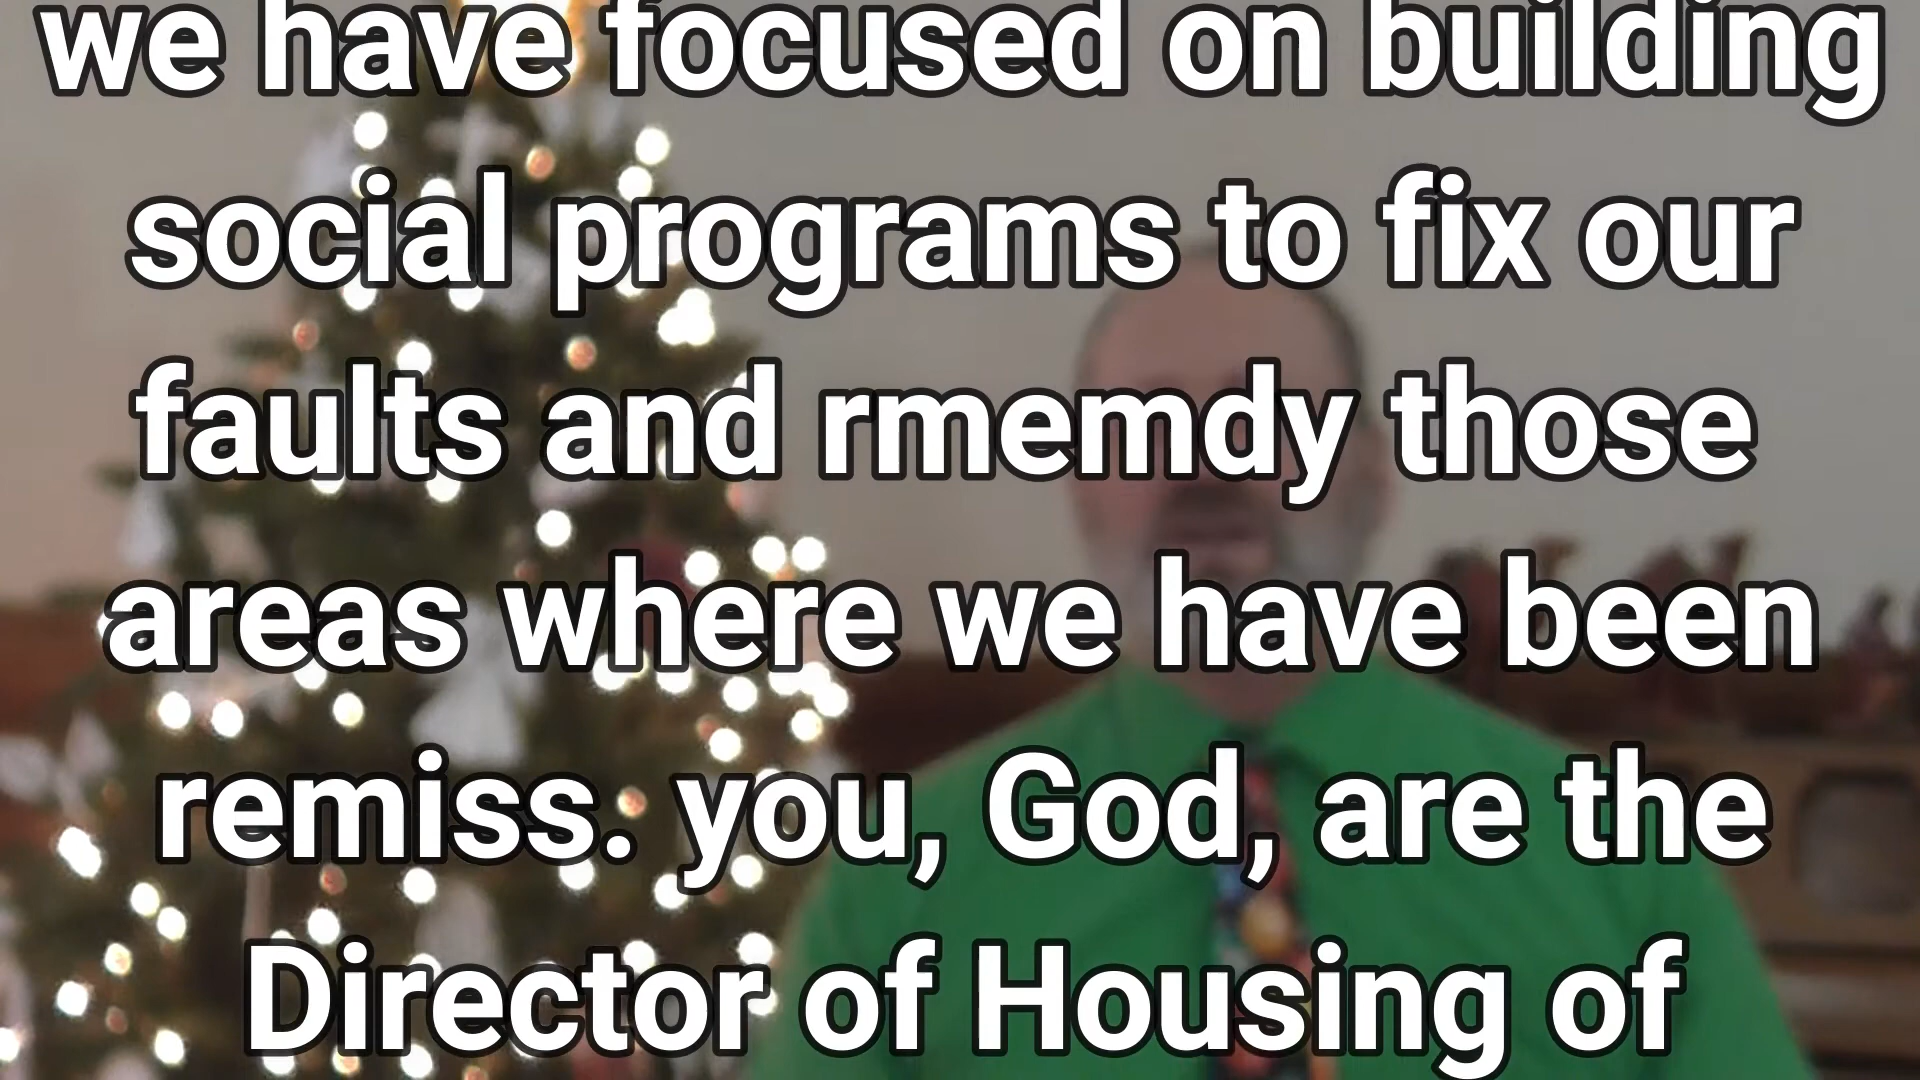 we have focused on building
social programs to fix our
faults and rmemdy those
areas where we have been
remiss. you, God, are the
Director of Housing of